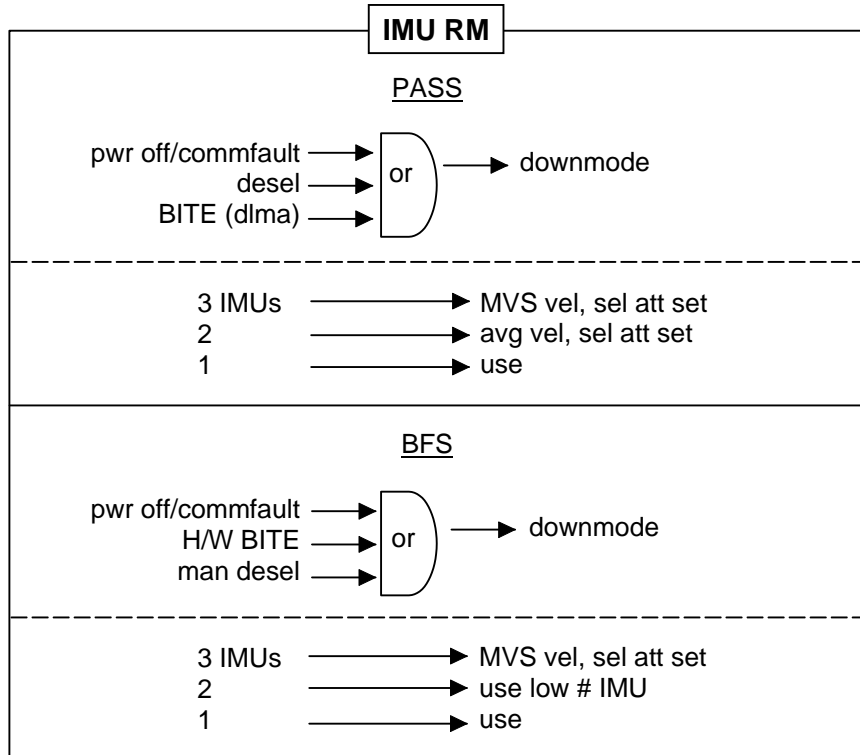 IMU RM
PASS
pwr off/commfault
desel
BITE (dlma)
or
downmode
3 IMUs MVS vel, sel att set
2 avg vel, sel att set
1 use
BFS
pwr off/commfault
H/W BITE
man desel
or
downmode
3 IMUs MVS vel, sel att set
2 use low # IMU
1 use